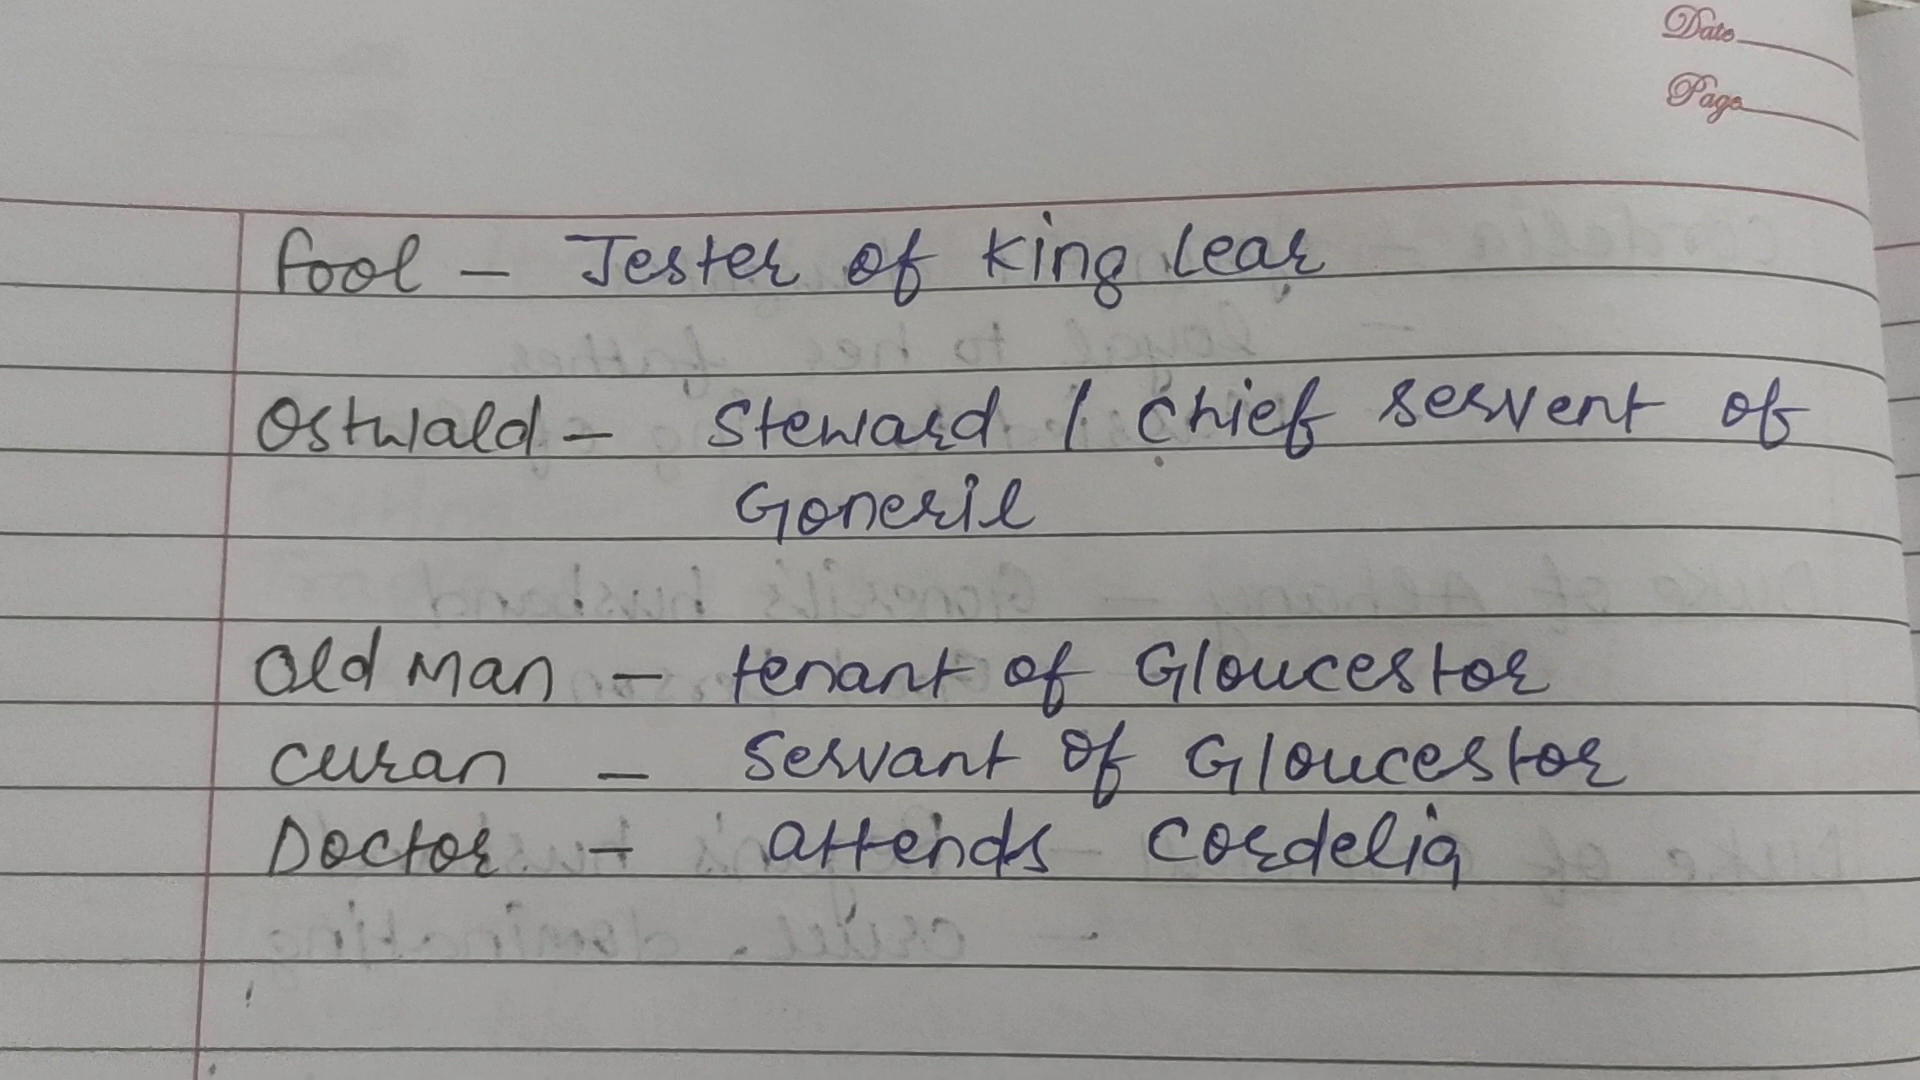 Date
Page
fool - Jester of King lear
Ostwald - Steward / chief servent of
Goneril
Old Man - tenant of Gloucestor
curan - Servant of Gloucestor
Doctor - attends Cordelia